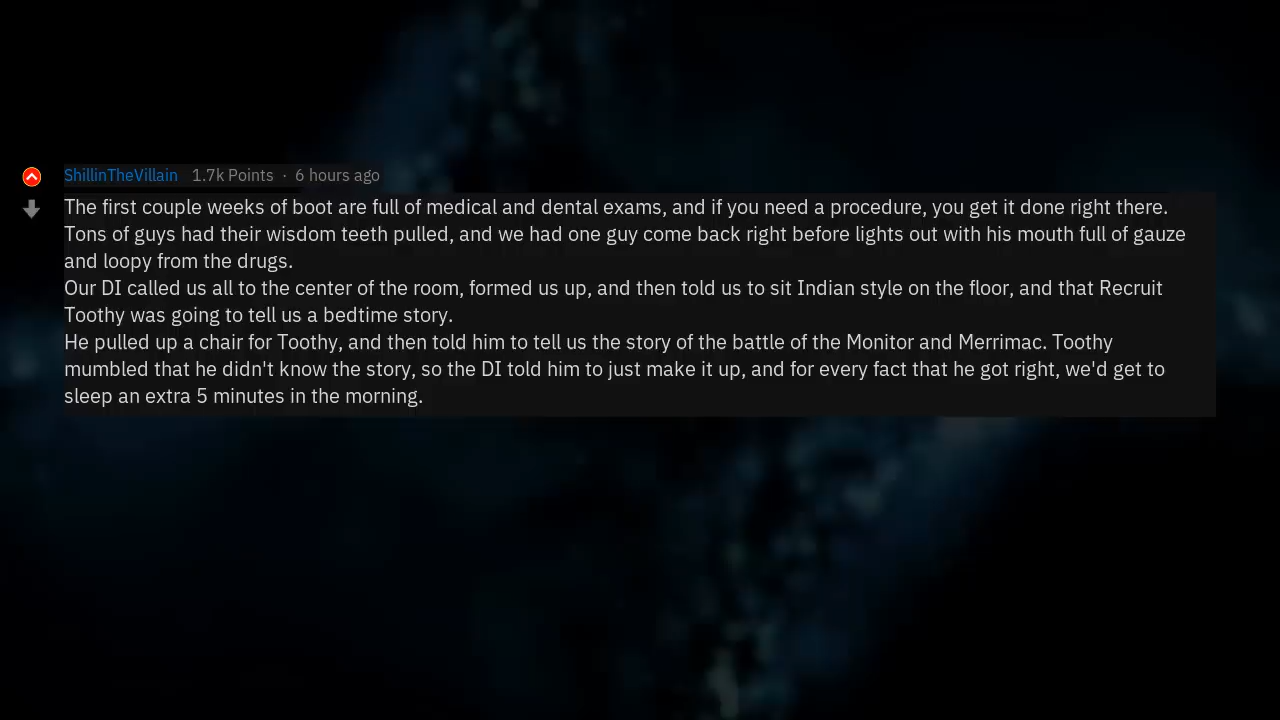 ShillinTheVillain 1.7k Points · 6 hours ago
The first couple weeks of boot are full of medical and dental exams, and if you need a procedure, you get it done right there.
Tons of guys had their wisdom teeth pulled, and we had one guy come back right before lights out with his mouth full of gauze
and loopy from the drugs.
Our DI called us all to the center of the room, formed us up, and then told us to sit Indian style on the floor, and that Recruit
Toothy was going to tell us a bedtime story.
He pulled up a chair for Toothy, and then told him to tell us the story of the battle of the Monitor and Merrimac. Toothy
mumbled that he didn't know the story, so the DI told him to just make it up, and for every fact that he got right, we'd get to
sleep an extra 5 minutes in the morning.